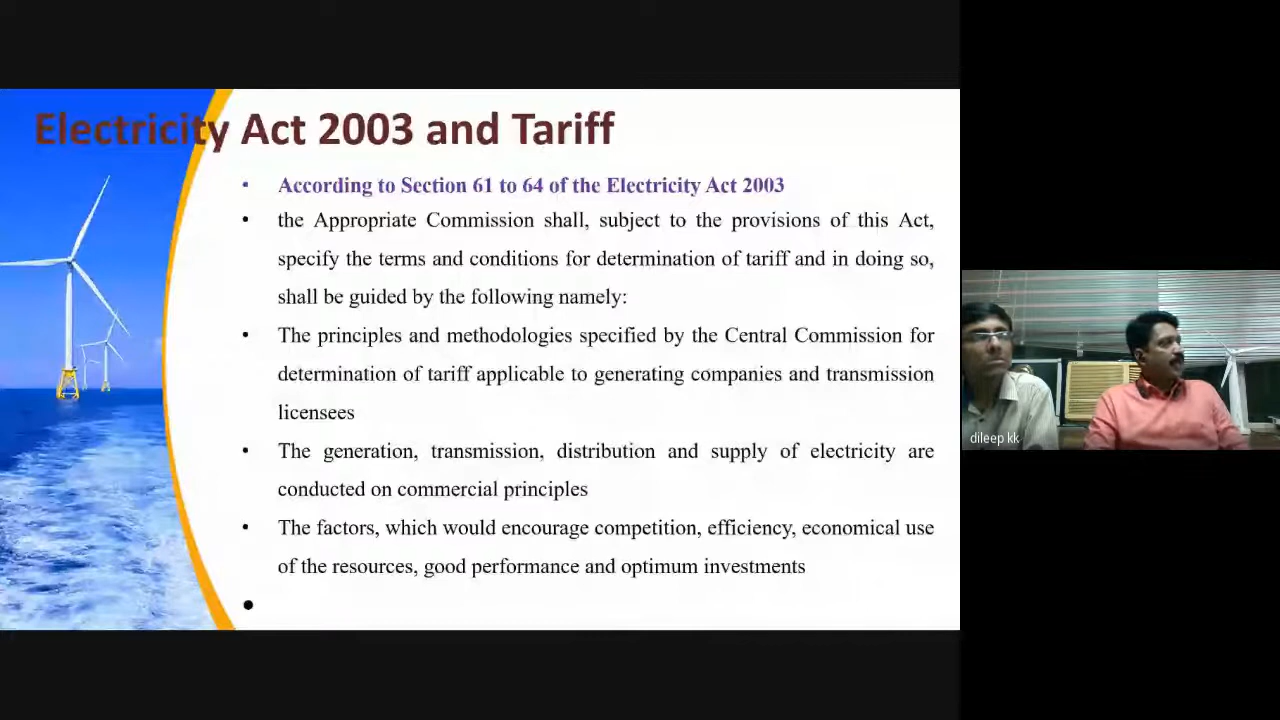 Electricity Act 2003 and Tariff
• According to Section 61 to 64 of the Electricity Act 2003
• the Appropriate Commission shall, subject to the provisions of this Act,
specify the terms and conditions for determination of tariff and in doing so,
shall be guided by the following namely:
• The principles and methodologies specified by the Central Commission for
determination of tariff applicable to generating companies and transmission
licensees
• The generation, transmission, distribution and supply of electricity are
conducted on commercial principles
• The factors, which would encourage competition, efficiency, economical use
of the resources, good performance and optimum investments
•
dileep kk